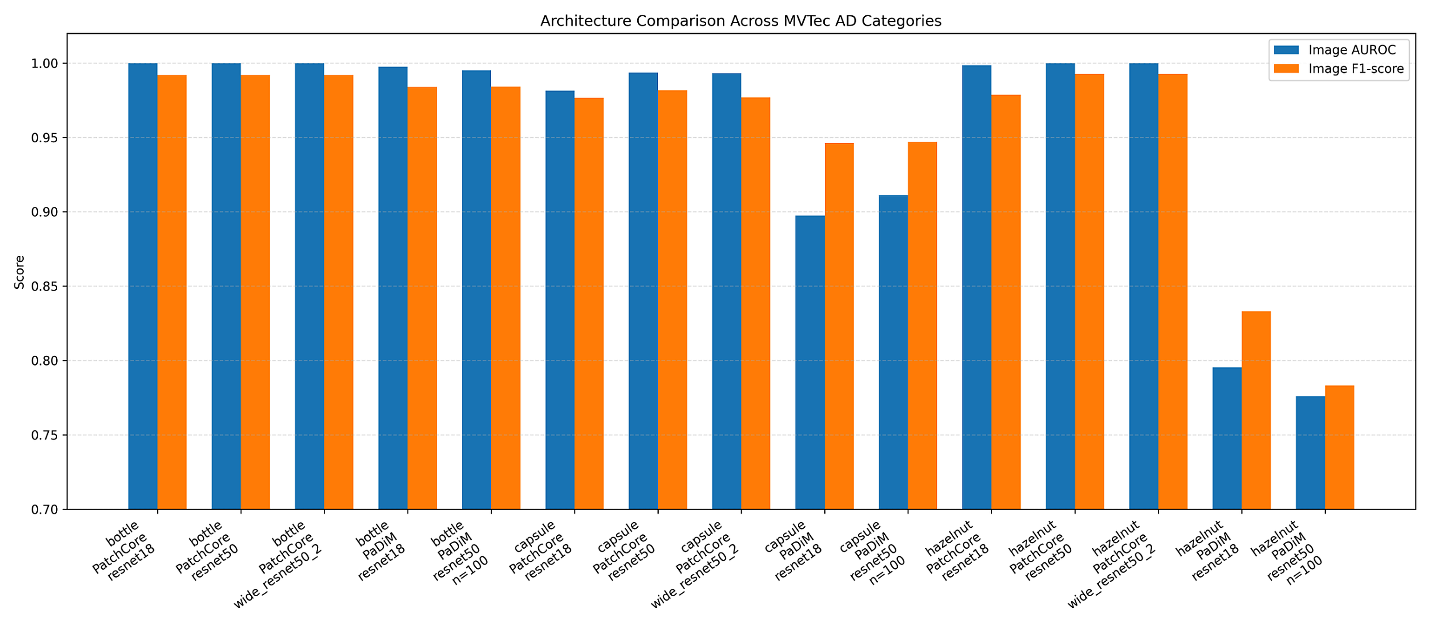 Architecture Comparison Across MVTec AD Categories
Image AUROC
Image F1-score
Score
1.00
0.95
0.90
0.85
0.80
0.75
0.70
bottle
PatchCore
resnet18
bottle
PatchCore
resnet50
bottle
PatchCore
wide_resnet50_2
bottle
PaDiM
resnet18
bottle
PaDiM
resnet50
n=100
capsule
PatchCore
resnet18
capsule
PatchCore
resnet50
capsule
PatchCore
wide_resnet50_2
capsule
PaDiM
resnet18
capsule
PaDiM
resnet50
n=100
hazelnut
PatchCore
resnet18
hazelnut
PatchCore
resnet50
hazelnut
PatchCore
wide_resnet50_2
hazelnut
PaDiM
resnet18
hazelnut
PaDiM
resnet50
n=100